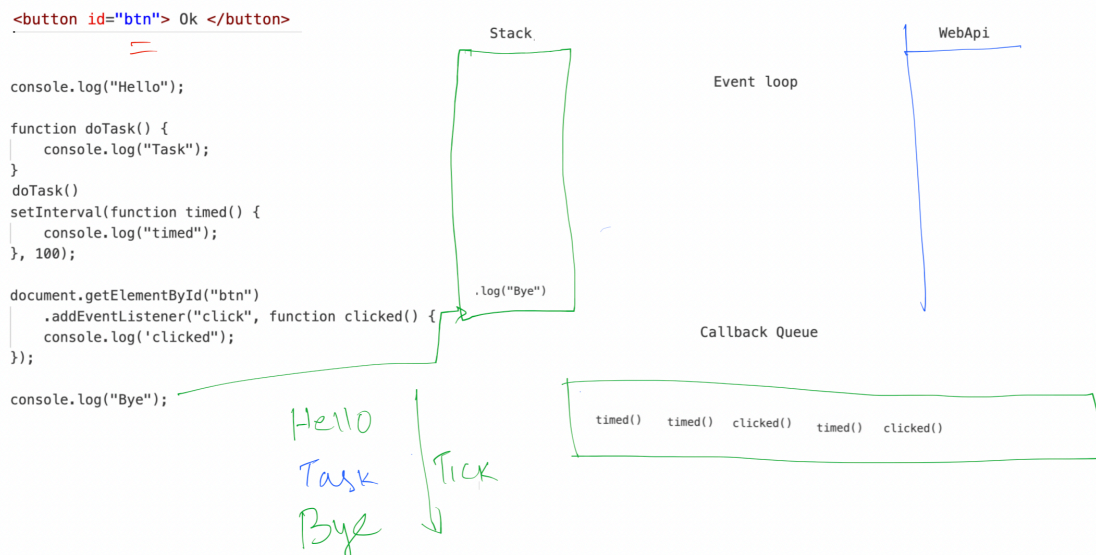 <button id="btn"> Ok </button>
console.log("Hello");
function doTask() {
    console.log("Task");
}
doTask()
setInterval(function timed() {
    console.log("timed");
}, 100);
document.getElementById("btn")
    .addEventListener("click", function clicked() {
    console.log('clicked");
});
console.log("Bye");
Hello
Task
Bye
Tick
Stack
.log("Bye")
Event loop
WebApi
Callback Queue
timed() timed() clicked() timed() clicked()